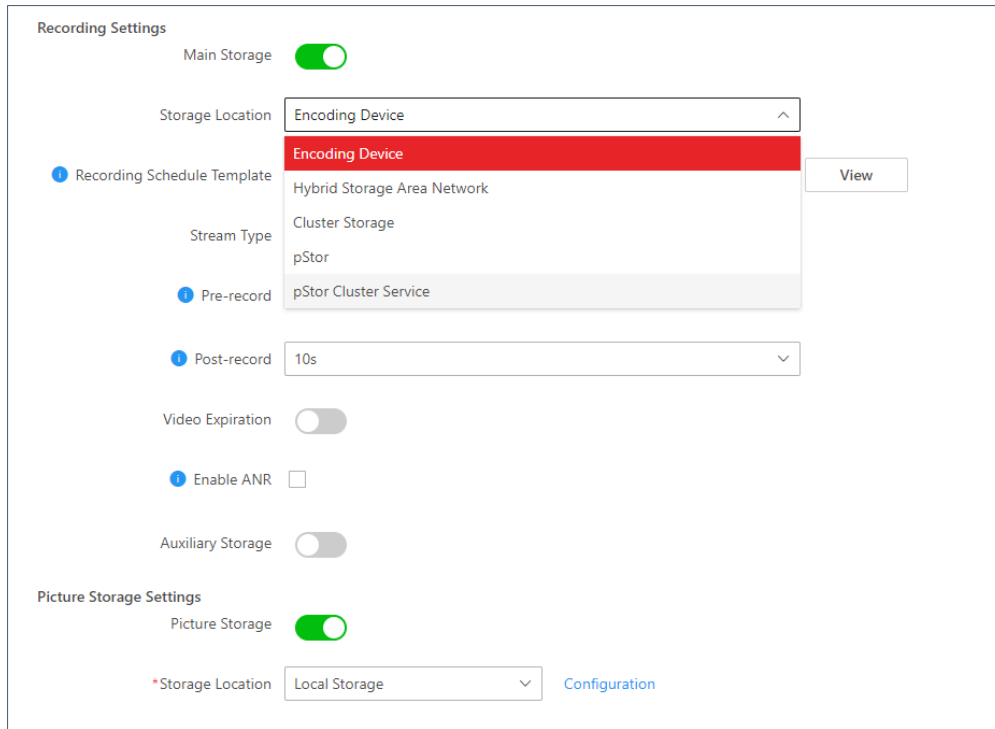 Recording Settings
Main Storage
Storage Location Encoding Device
Encoding Device
Recording Schedule Template View
Hybrid Storage Area Network
Cluster Storage
Stream Type
pStor
Pre-record pStor Cluster Service
Post-record 10s
Video Expiration
Enable ANR
Auxiliary Storage
Picture Storage Settings
Picture Storage
*Storage Location Local Storage Configuration